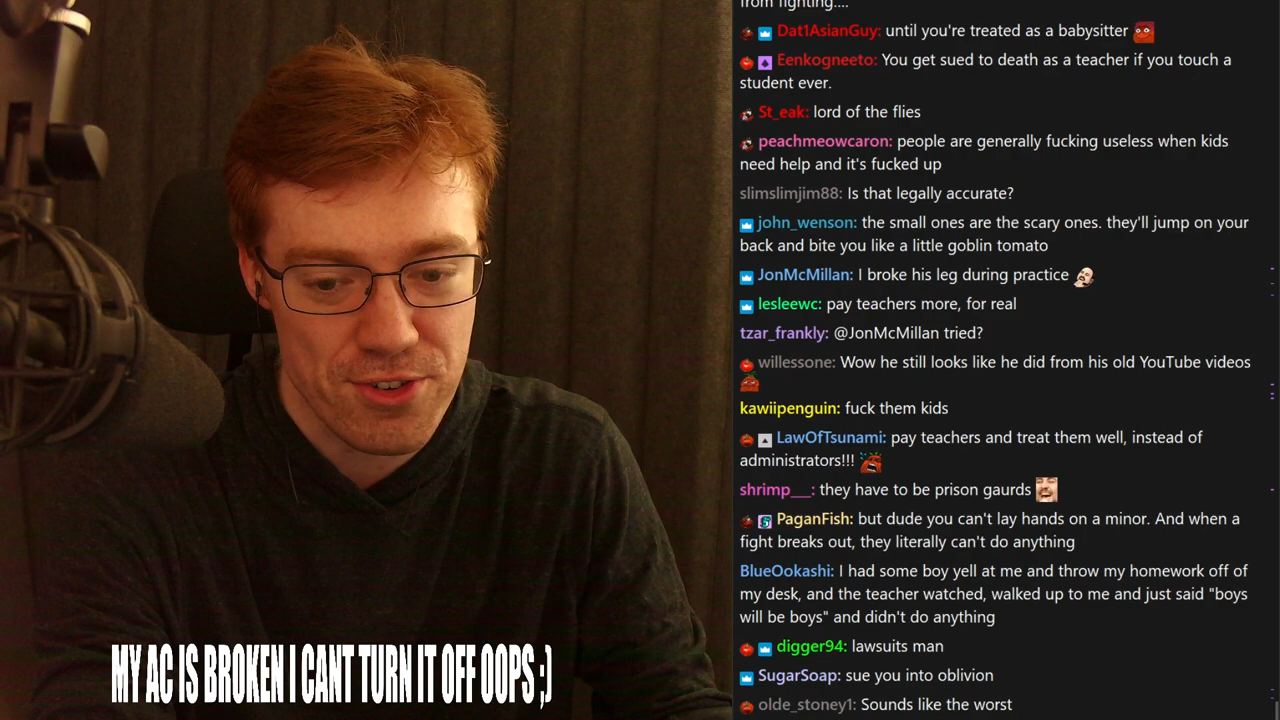 from fighting....
Dat1AsianGuy: until you're treated as a babysitter
Eenkogneeto: You get sued to death as a teacher if you touch a
student ever.
St_eak: lord of the flies
peachmeowcaron: people are generally fucking useless when kids
need help and it's fucked up
slimslimjim88: Is that legally accurate?
john_wenson: the small ones are the scary ones. they'll jump on your
back and bite you like a little goblin tomato
JonMcMillan: I broke his leg during practice
lesleewc: pay teachers more, for real
tzar_frankly: @JonMcMillan tried?
willessone: Wow he still looks like he did from his old YouTube videos
kawiipenguin: fuck them kids
LawOfTsunami: pay teachers and treat them well, instead of
administrators!!!
shrimp___: they have to be prison gaurds
PaganFish: but dude you can't lay hands on a minor. And when a
fight breaks out, they literally can't do anything
BlueOokashi: I had some boy yell at me and throw my homework off of
my desk, and the teacher watched, walked up to me and just said "boys
will be boys" and didn't do anything
digger94: lawsuits man
SugarSoap: sue you into oblivion
olde_stoney1: Sounds like the worst
MY AC IS BROKEN I CANT TURN IT OFF OOPS ;)